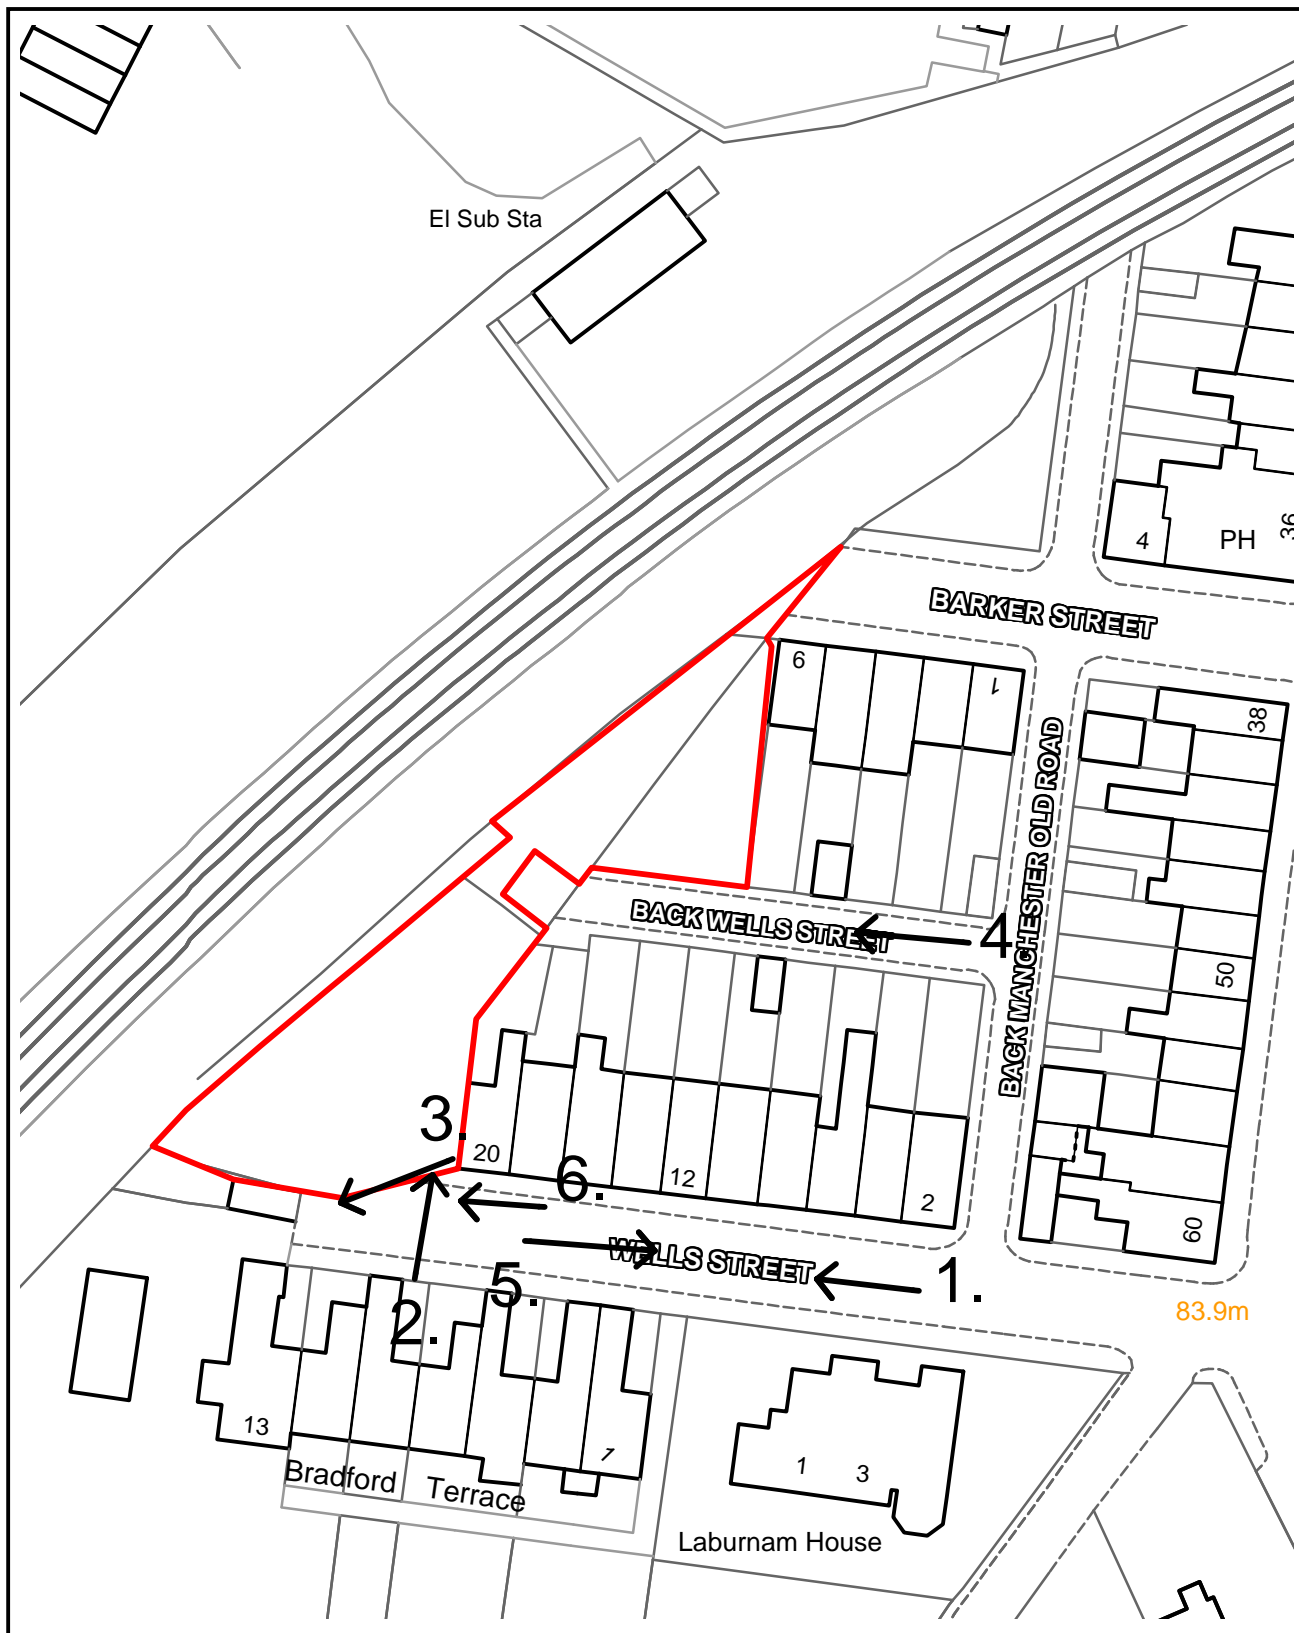 El Sub Sta
4
PH
36
BARKER STREET
9
1
38
BACK MANCHESTER OLD ROAD
BACK WELLS STREET
4.
50
3.
20
12
6.
2
60
WELLS STREET
5.
1.
2.
83.9m
13
1
1
3
Bradford Terrace
Laburnam House